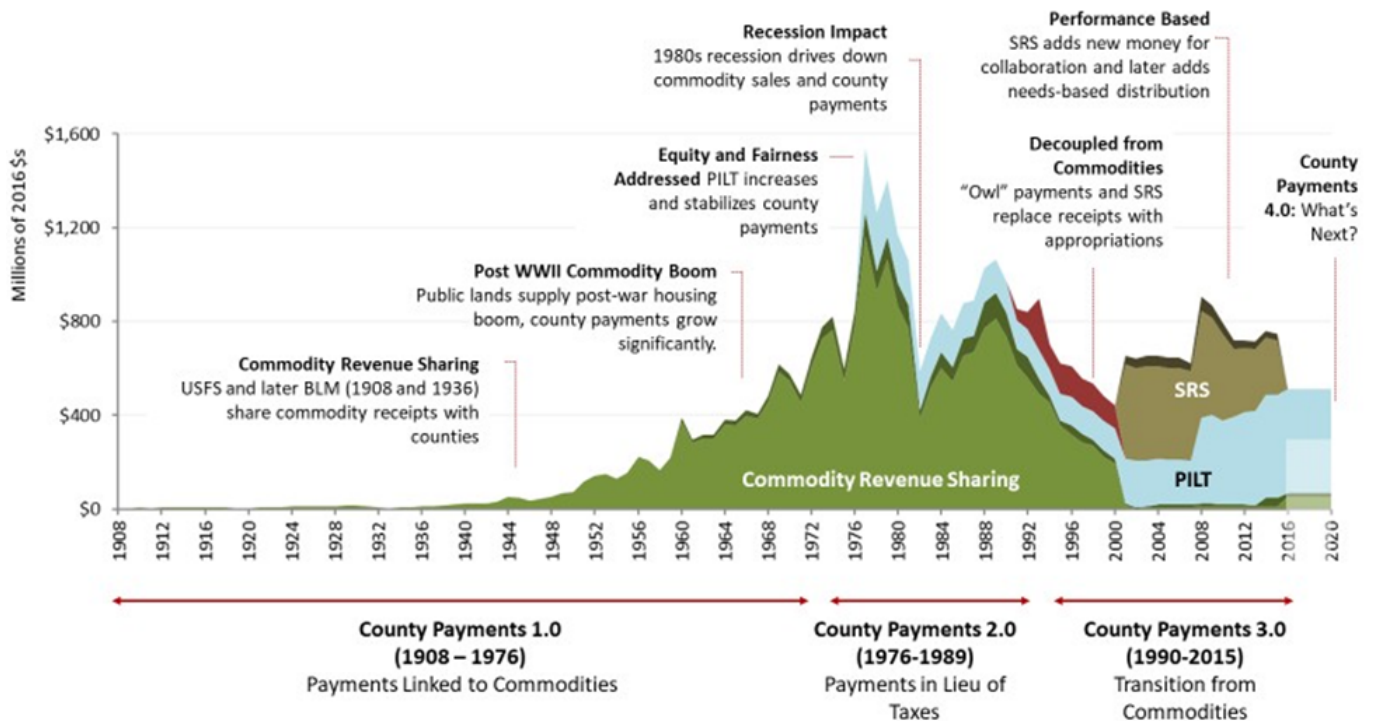 Performance Based
SRS adds new money for
collaboration and later adds
needs-based distribution
Recession Impact
1980s recession drives down
commodity sales and county
payments
Decoupled from
Commodities
“Owl” payments and SRS
replace receipts with
appropriations
County
Payments
4.0: What’s
Next?
Equity and Fairness
Addressed PILT increases
and stabilizes county
payments
Post WWII Commodity Boom
Public lands supply post-war housing
boom, county payments grow
significantly.
Commodity Revenue Sharing
USFS and later BLM (1908 and 1936)
share commodity receipts with
counties
Millions of 2016 $s
$1,600
$1,200
$800
$400
$0
SRS
PILT
Commodity Revenue Sharing
1908
1912
1916
1920
1924
1928
1932
1936
1940
1944
1948
1952
1956
1960
1964
1968
1972
1976
1980
1984
1988
1992
1996
2000
2004
2008
2012
2016
2020
County Payments 1.0
(1908 – 1976)
Payments Linked to Commodities
County Payments 2.0
(1976-1989)
Payments in Lieu of
Taxes
County Payments 3.0
(1990-2015)
Transition from
Commodities